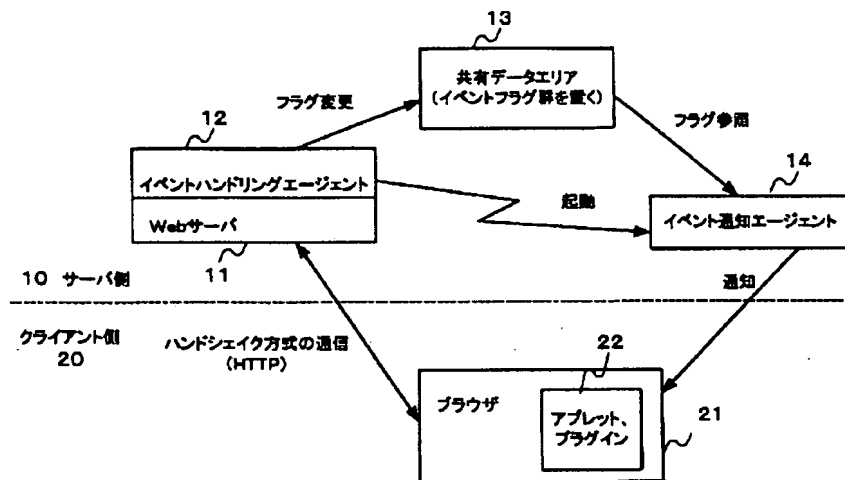 13
共有データエリア
(イベントフラグ群を置く)
フラグ変更
フラグ参照
12
イベントハンドリングエージェント
Webサーバ
11
起動
14
イベント通知エージェント
10 サーバ側
通知
クライアント側
20
ハンドシェイク方式の通信
(HTTP)
22
ブラウザ
アプレット、
プラグイン
21